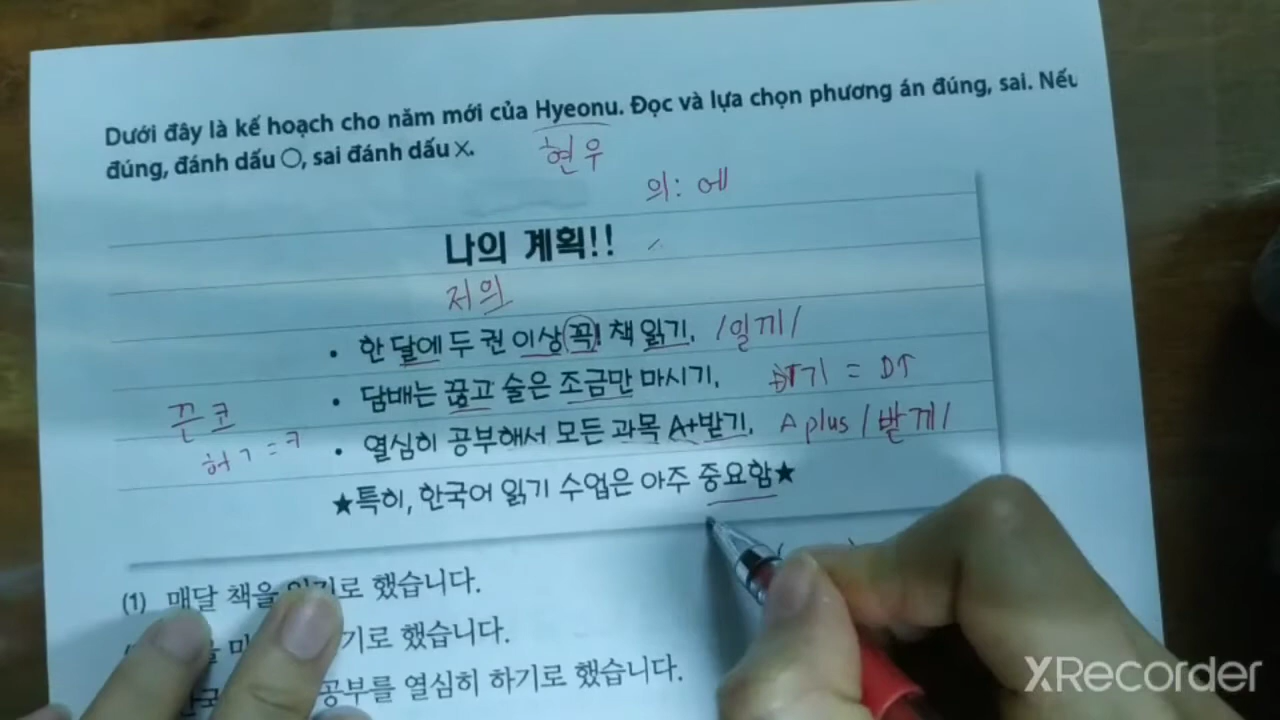 Dưới đây là kế hoạch cho năm mới của Hyeonu. Đọc và lựa chọn phương án đúng, sai. Nếu
đúng, đánh dấu ◯, sai đánh dấu ×.
현우
의: 에
나의 계획!!
저의
• 한 달에 두 권 이상 꼭! 책 읽기. /일끼/
• 담배는 끊고 술은 조금만 마시기. 기 = DT
끈코
• 열심히 공부해서 모든 과목 A+받기. A plus /받게/
ㅎ ㄱ = ㅋ
★특히, 한국어 읽기 수업은 아주 중요함★
(1) 매달 책을 로 했습니다.
기로 했습니다.
공부를 열심히 하기로 했습니다.
XRecorder